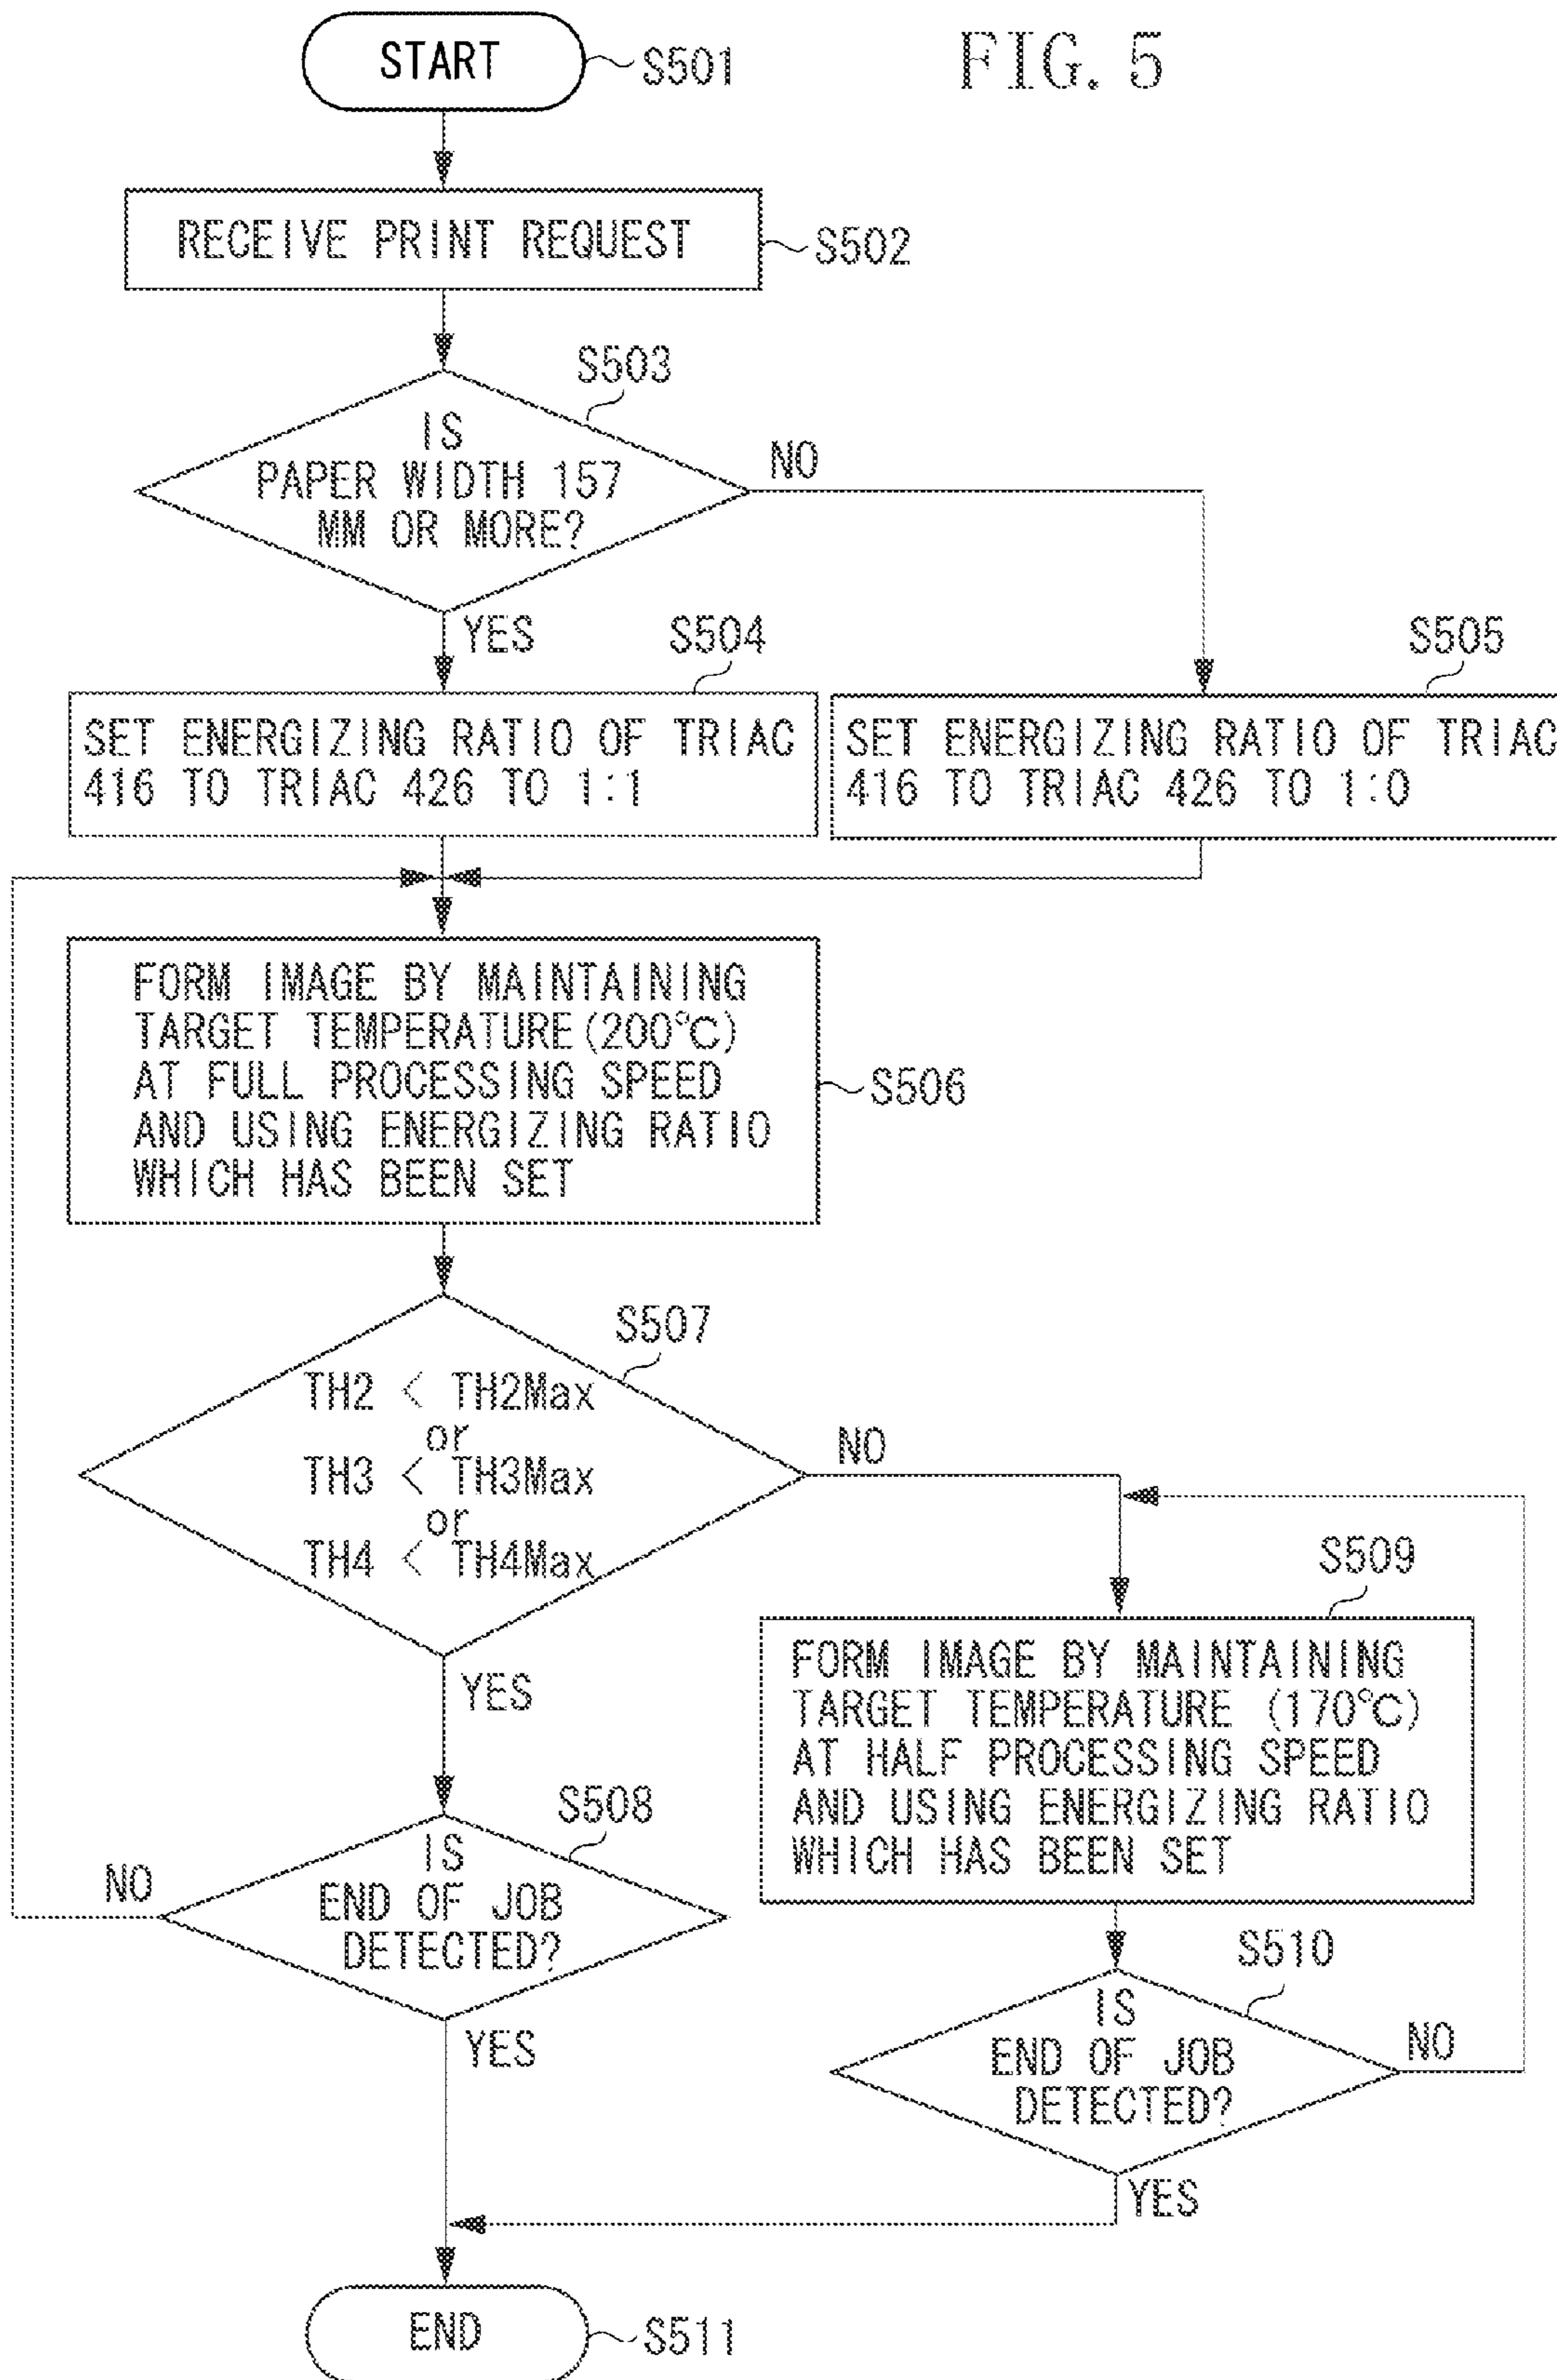 FIG. 5
START
S501
RECEIVE PRINT REQUEST
S502
S503
IS
PAPER WIDTH 157
MM OR MORE?
NO
YES
S504
SET ENERGIZING RATIO OF TRIAC
416 TO TRIAC 426 TO 1:1
S505
SET ENERGIZING RATIO OF TRIAC
416 TO TRIAC 426 TO 1:0
FORM IMAGE BY MAINTAINING
TARGET TEMPERATURE(200℃)
AT FULL PROCESSING SPEED
AND USING ENERGIZING RATIO
WHICH HAS BEEN SET
S506
S507
TH2 < TH2Max
or
TH3 < TH3Max
or
TH4 < TH4Max
NO
YES
S508
IS
END OF JOB
DETECTED?
NO
YES
S509
FORM IMAGE BY MAINTAINING
TARGET TEMPERATURE (170℃)
AT HALF PROCESSING SPEED
AND USING ENERGIZING RATIO
WHICH HAS BEEN SET
S510
IS
END OF JOB
DETECTED?
NO
YES
END
S511